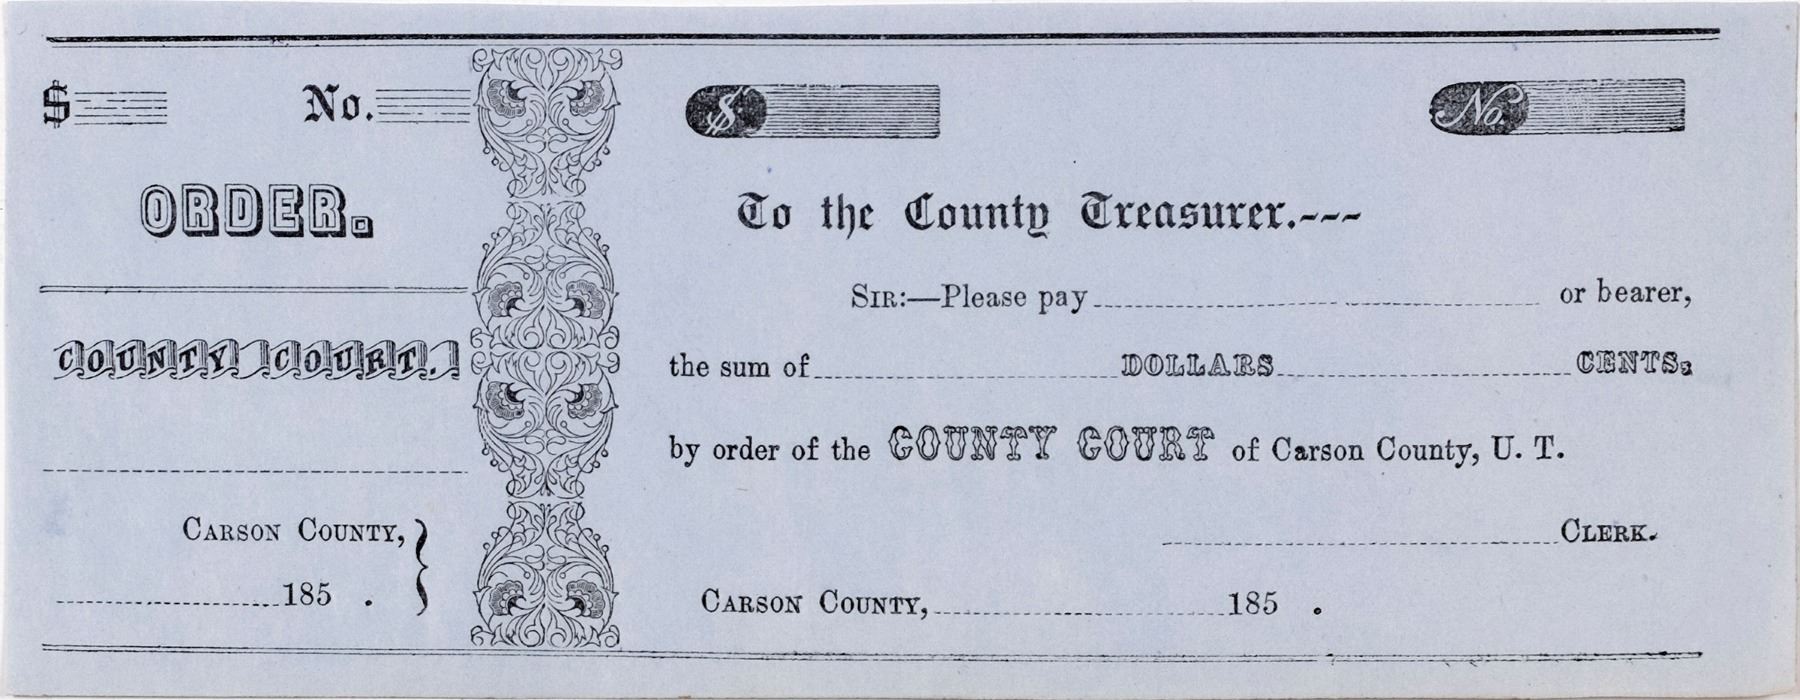 $ No.
ORDER.
COUNTY COURT.
CARSON COUNTY,
185 .
$ No.
To the County Treasurer.---
SIR:—Please pay or bearer,
the sum of DOLLARS CENTS;
by order of the COUNTY COURT of Carson County, U. T.
CLERK.
CARSON COUNTY, 185 .